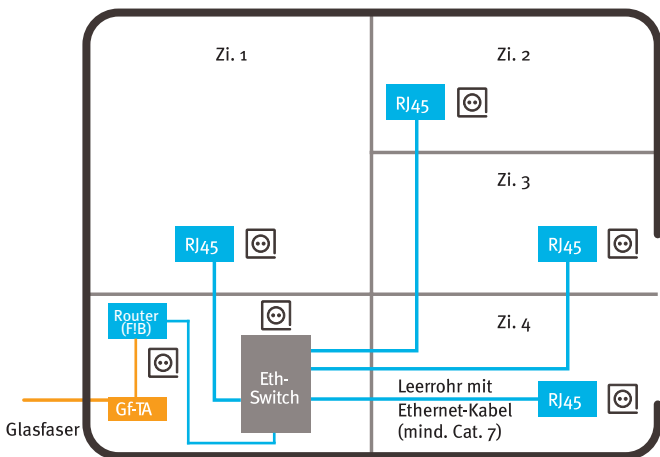 Zi. 1
Zi. 2
RJ45
Zi. 3
RJ45
RJ45
Router
(F!B)
Zi. 4
Eth-
Switch
Leerrohr mit
Ethernet-Kabel
(mind. Cat. 7)
RJ45
Gf-TA
Glasfaser